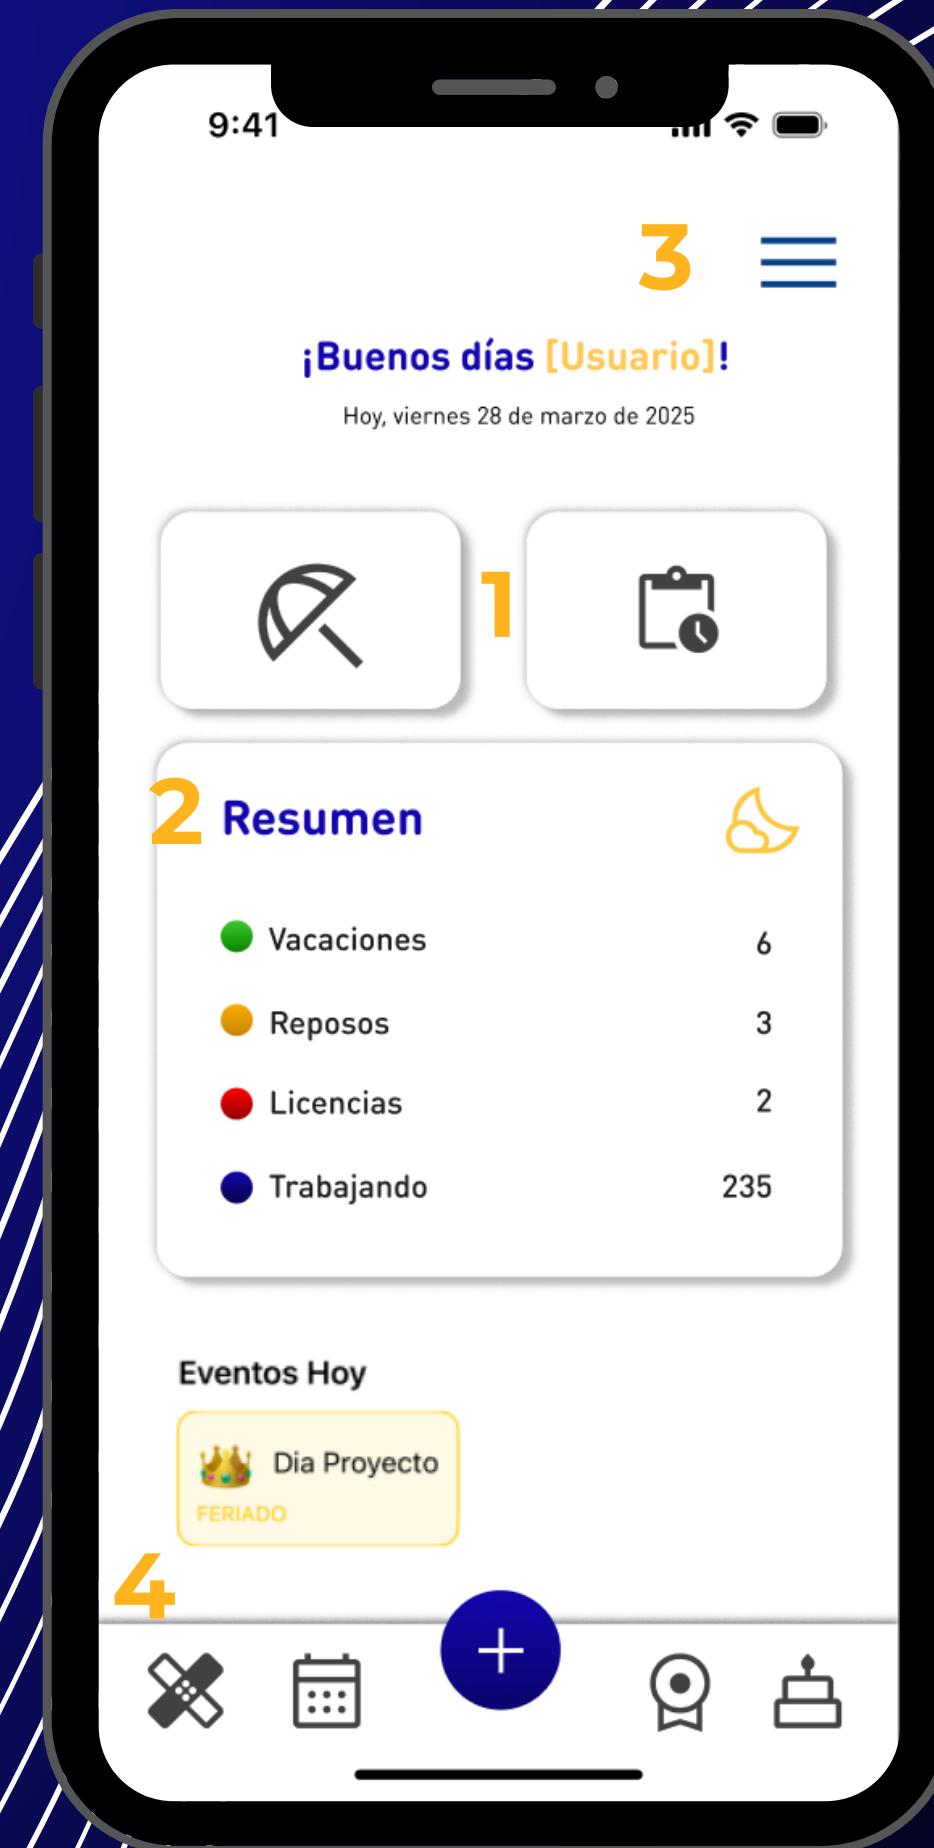 9:41
3
¡Buenos días [Usuario]!
Hoy, viernes 28 de marzo de 2025
1
2 Resumen
Vacaciones 6
Reposos 3
Licencias 2
Trabajando 235
Eventos Hoy
Dia Proyecto
FERIADO
4